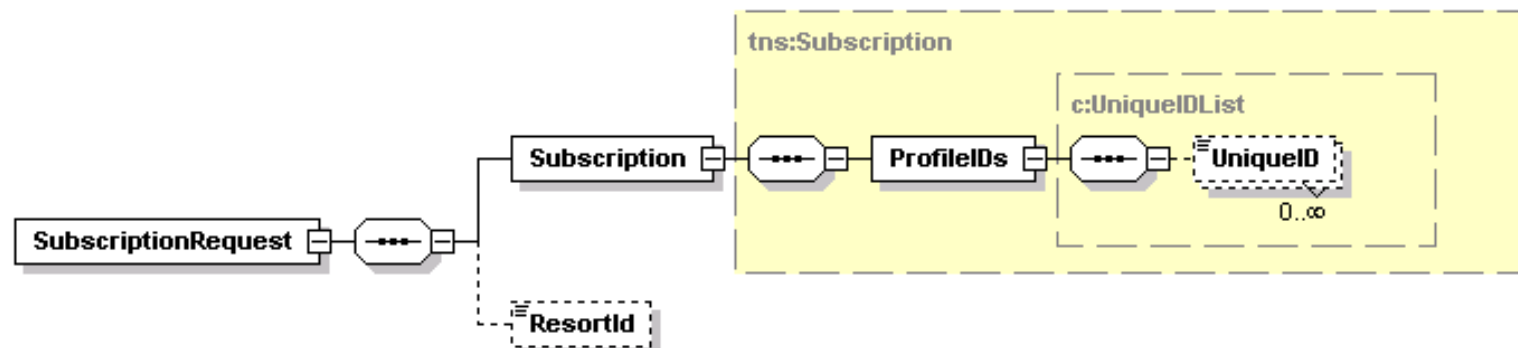 tns:Subscription
c:UniqueIDList
Subscription
ProfileIDs
UniqueID
0..∞
SubscriptionRequest
ResortId